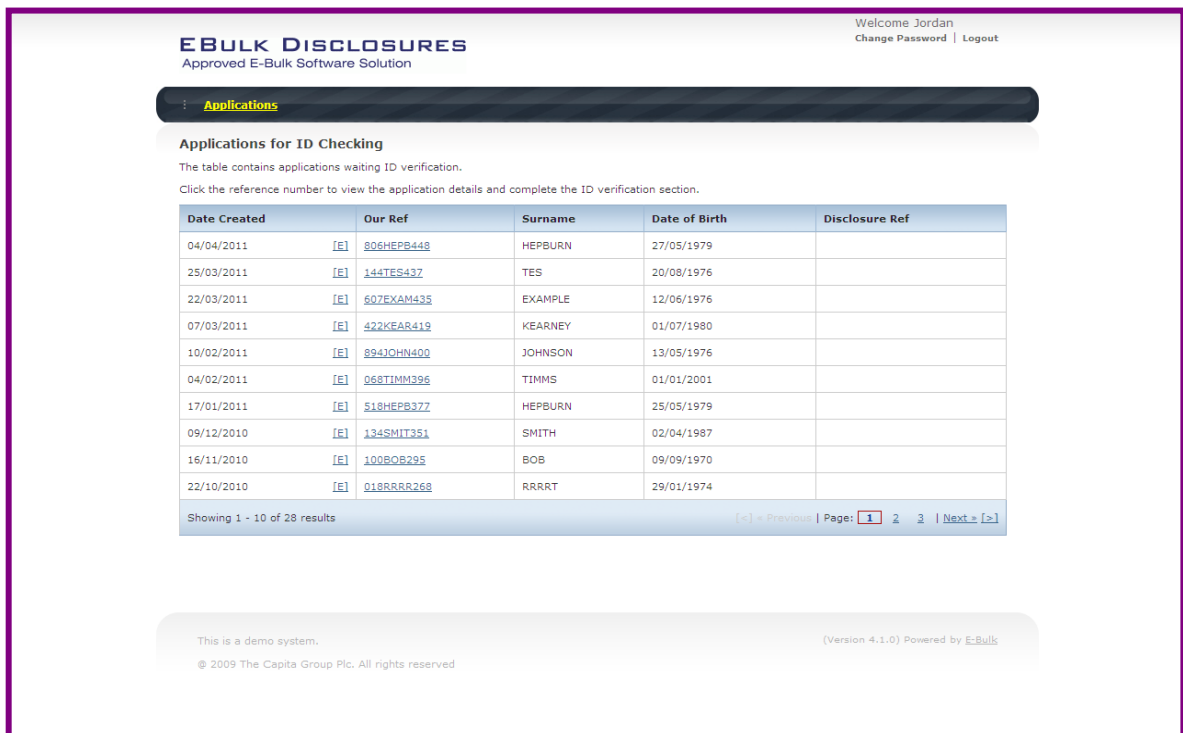 Welcome Jordan
Change Password | Logout
EBULK DISCLOSURES
Approved E-Bulk Software Solution
Applications
Applications for ID Checking
The table contains applications waiting ID verification.
Click the reference number to view the application details and complete the ID verification section.
Date Created Our Ref Surname Date of Birth Disclosure Ref
04/04/2011 [E] 806HEPB448 HEPBURN 27/05/1979
25/03/2011 [E] 144TES437 TES 20/08/1976
22/03/2011 [E] 607EXAM435 EXAMPLE 12/06/1976
07/03/2011 [E] 422KEAR419 KEARNEY 01/07/1980
10/02/2011 [E] 894JOHN400 JOHNSON 13/05/1976
04/02/2011 [E] 068TIMM396 TIMMS 01/01/2001
17/01/2011 [E] 518HEPB377 HEPBURN 25/05/1979
09/12/2010 [E] 134SMIT351 SMITH 02/04/1987
16/11/2010 [E] 100BOB295 BOB 09/09/1970
22/10/2010 [E] 018RRRR268 RRRRT 29/01/1974
Showing 1 - 10 of 28 results [<] « Previous | Page: 1 2 3 | Next » [>]
This is a demo system. (Version 4.1.0) Powered by E-Bulk
@ 2009 The Capita Group Plc. All rights reserved